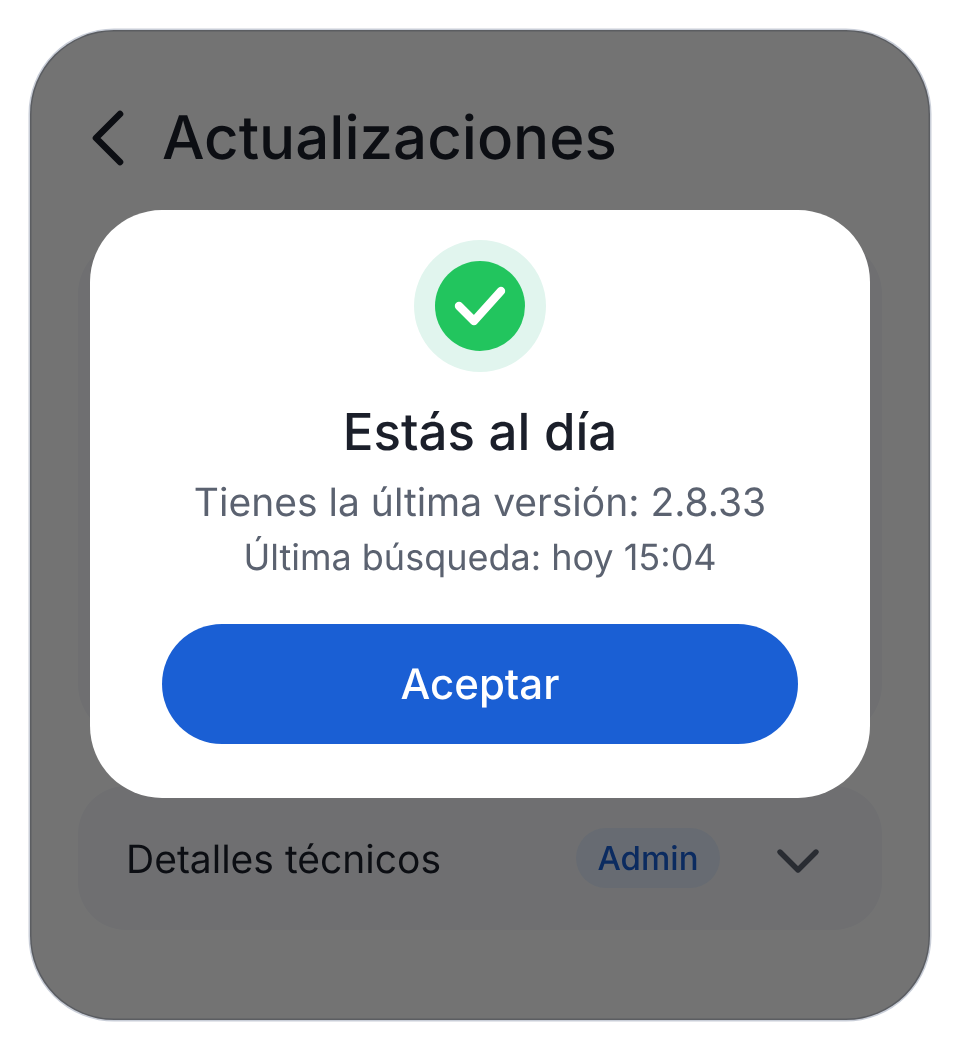 Actualizaciones
Estás al día
Tienes la última versión: 2.8.33
Última búsqueda: hoy 15:04
Aceptar
Detalles técnicos Admin